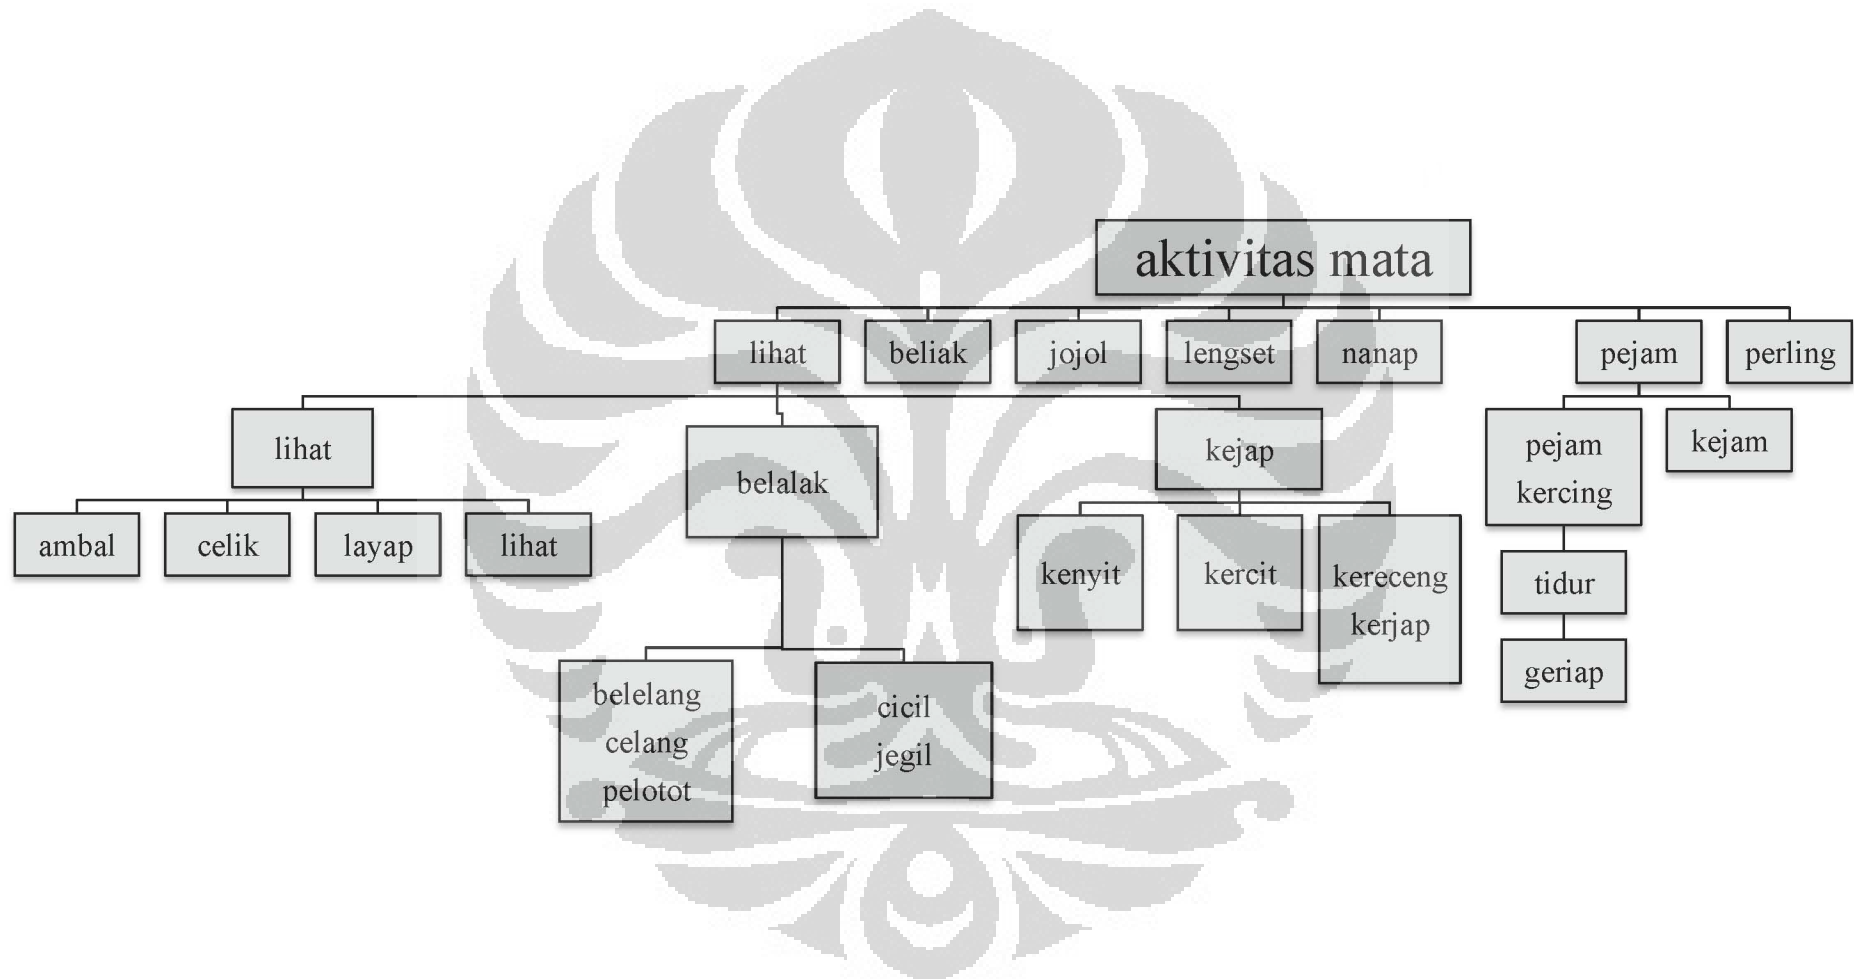 aktivitas mata
lihat
beliak
jojol
lengset
nanap
pejam
perling
lihat
belalak
kejap
pejam
kercing
kejam
ambal
celik
layap
lihat
kenyit
kercit
kereceng
kerjap
tidur
geriap
belelang
celang
pelotot
cicil
jegil